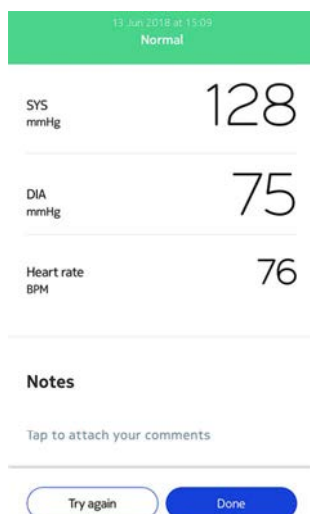 13 Jun 2018 at 15:09
Normal
SYS
mmHg
128
DIA
mmHg
75
Heart rate
BPM
76
Notes
Tap to attach your comments
Try again
Done